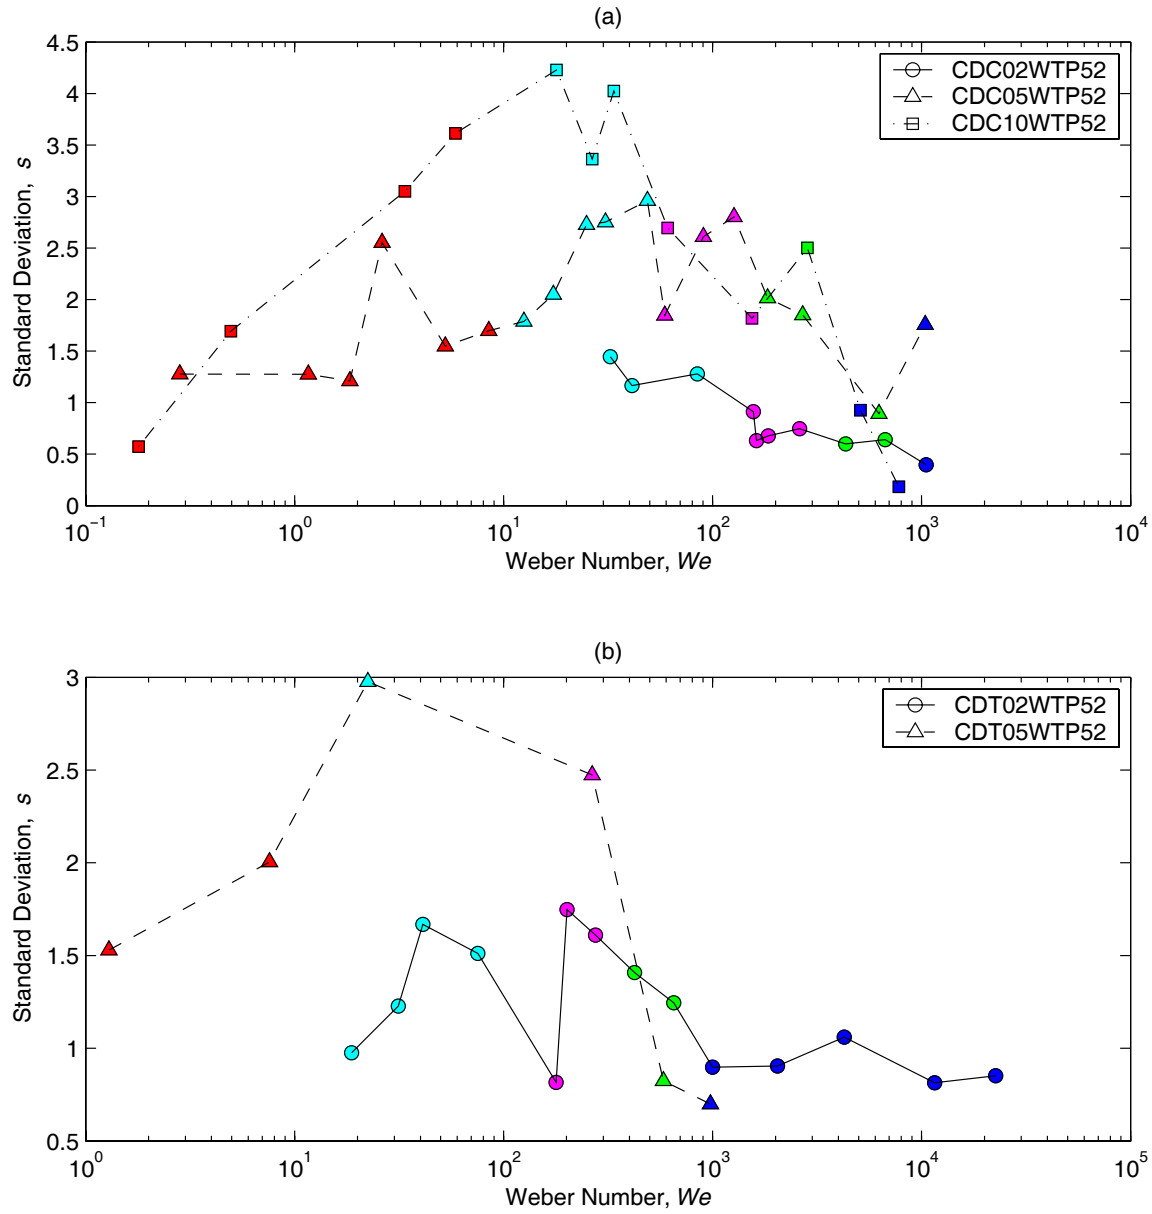 (a)
4.5
4
3.5
3
2.5
2
1.5
1
0.5
0
Standard Deviation, s
CDC02WTP52
CDC05WTP52
CDC10WTP52
10⁻¹ 10⁰ 10¹ 10² 10³ 10⁴
Weber Number, We
(b)
3
2.5
2
1.5
1
0.5
Standard Deviation, s
CDT02WTP52
CDT05WTP52
10⁰ 10¹ 10² 10³ 10⁴ 10⁵
Weber Number, We